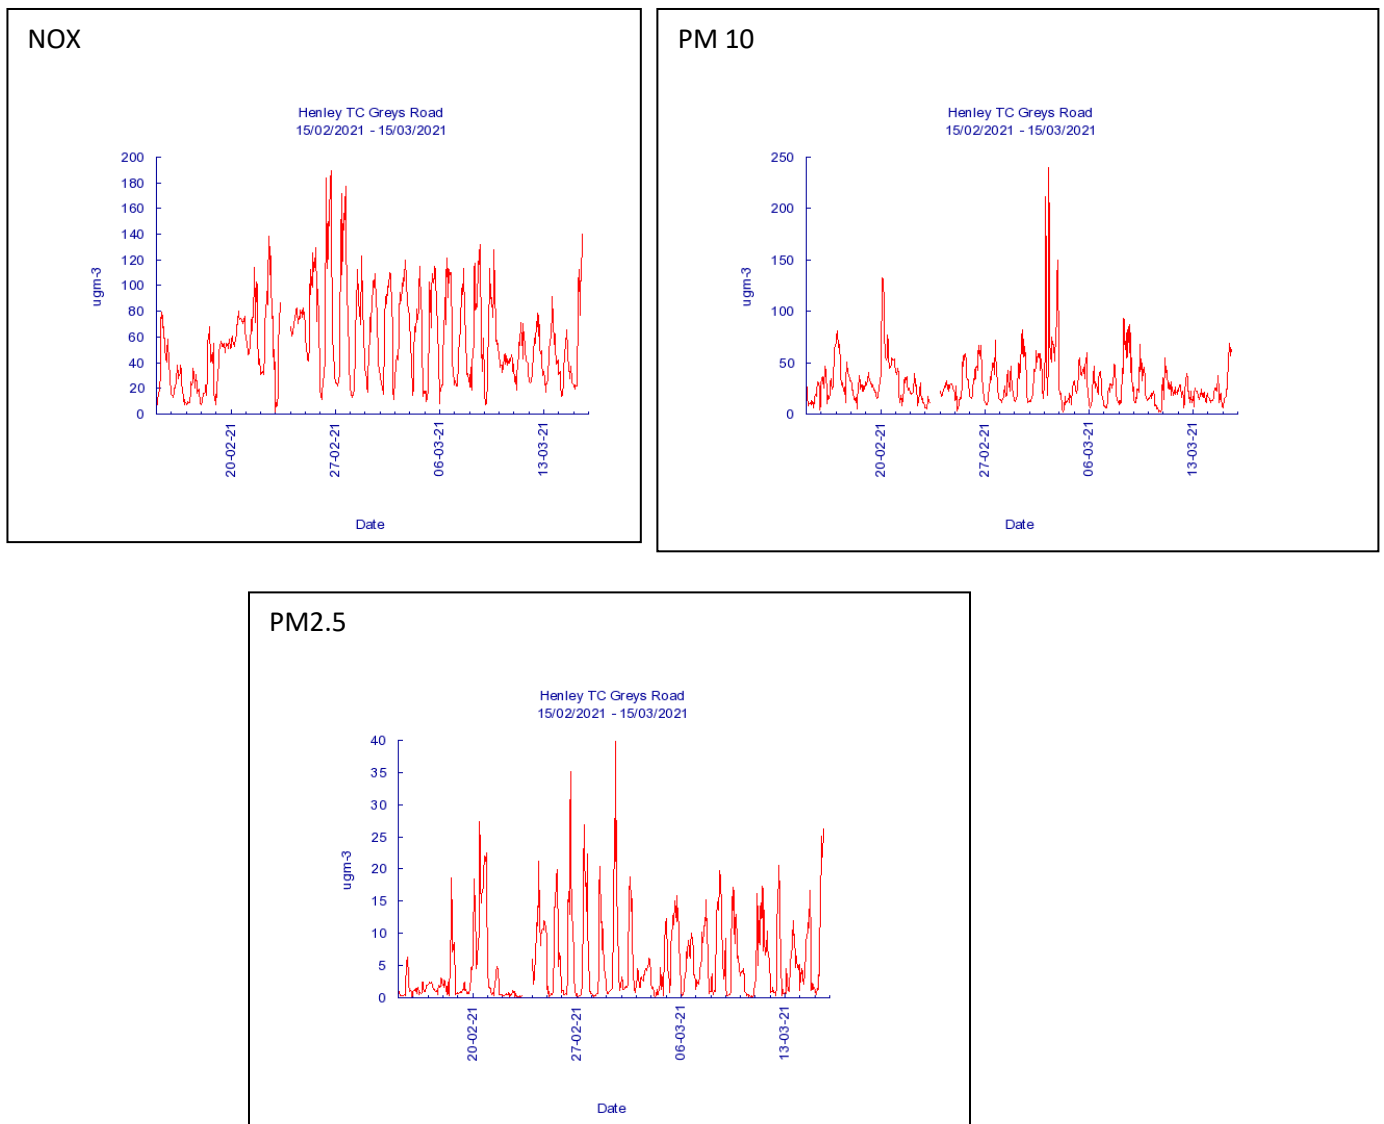 NOX
Henley TC Greys Road
15/02/2021 - 15/03/2021
200
180
160
140
120
100
80
60
40
20
0
ugm-3
20-02-21
27-02-21
06-03-21
13-03-21
Date
PM 10
Henley TC Greys Road
15/02/2021 - 15/03/2021
250
200
150
100
50
0
ugm-3
20-02-21
27-02-21
06-03-21
13-03-21
Date
PM2.5
Henley TC Greys Road
15/02/2021 - 15/03/2021
40
35
30
25
20
15
10
5
0
ugm-3
20-02-21
27-02-21
06-03-21
13-03-21
Date